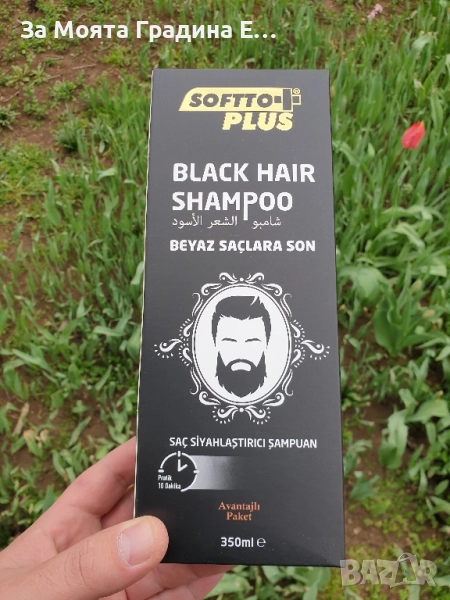 За Моята Градина Е...
SOFTTO
PLUS
BLACK HAIR
SHAMPOO
شامبو الشعر الأسود
BEYAZ SAÇLARA SON
SAÇ SİYAHLAŞTIRICI ŞAMPUAN
Pratik
10 Dakika
Avantajlı
Paket
350ml e
BAZAR